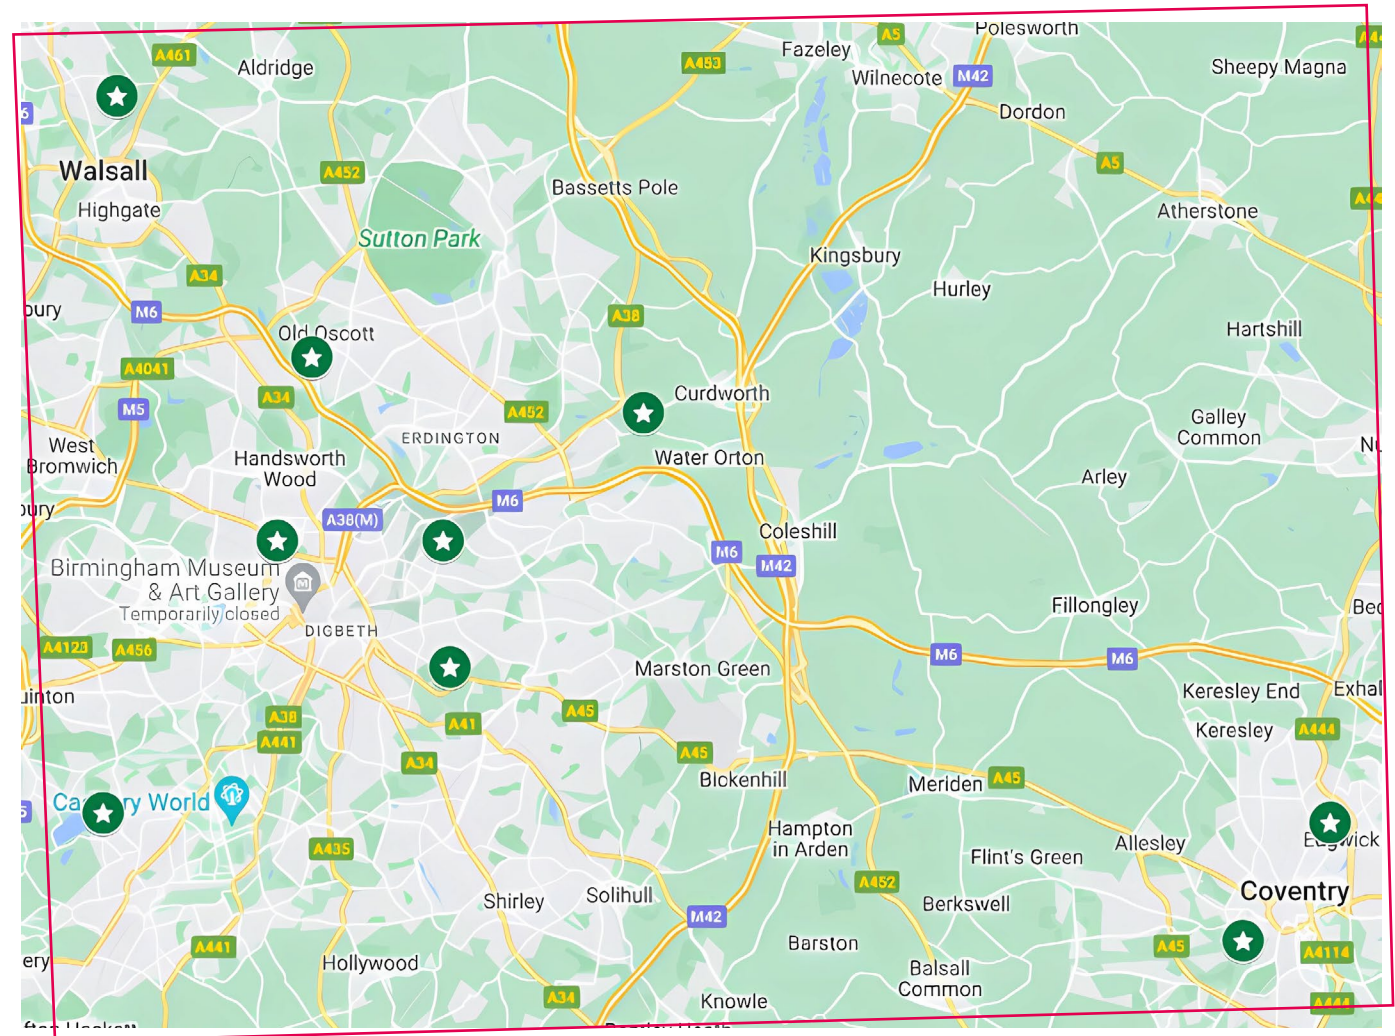 Polesworth
A5
A461
Fazeley
Aldridge
A453
Sheepy Magna
Wilnecote
M42
Dordon
A5
Walsall
A452
Bassetts Pole
Highgate
Atherstone
Sutton Park
Kingsbury
A34
Hurley
M6
A38
Hartshill
Old Oscott
A4041
Curdworth
A34
M5
A452
Galley
Common
ERDINGTON
West
Bromwich
Handsworth
Wood
Water Orton
Arley
M6
A38(M)
Coleshill
M6
M42
Birmingham Museum
& Art Gallery
Temporarily closed
Fillongley
DIGBETH
A4123
A456
M6
M6
Marston Green
Keresley End
uinton
A45
A38
A41
Keresley
A444
A441
A45
A34
Bickenhill
Meriden
A45
World
Hampton
in Arden
Allesley
A435
Flint's Green
A452
Coventry
Solihull
Shirley
Berkswell
M42
A441
Barston
A45
A4114
Hollywood
Balsall
Common
A34
Knowle
A444